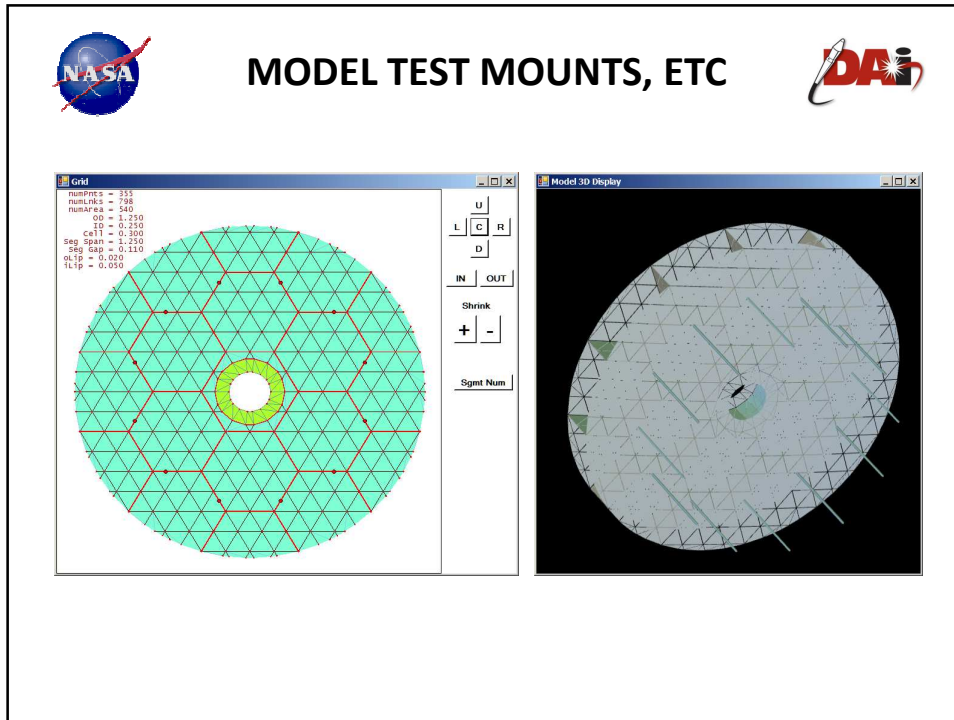 NASA
MODEL TEST MOUNTS, ETC
DAi
Grid
numPnts = 355
numLnks = 798
numArea = 540
OD = 1.250
ID = 0.250
Cell = 0.300
Seg Span = 1.250
Seg Gap = 0.110
oLip = 0.020
iLip = 0.050
U
L C R
D
IN OUT
Shrink
+ -
Sgmt Num
Model 3D Display